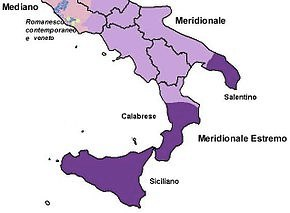 Mediano
Meridionale
Romanesco
contemporaneo
e veneto
Salentino
Calabrese
Meridionale Estremo
Siciliano